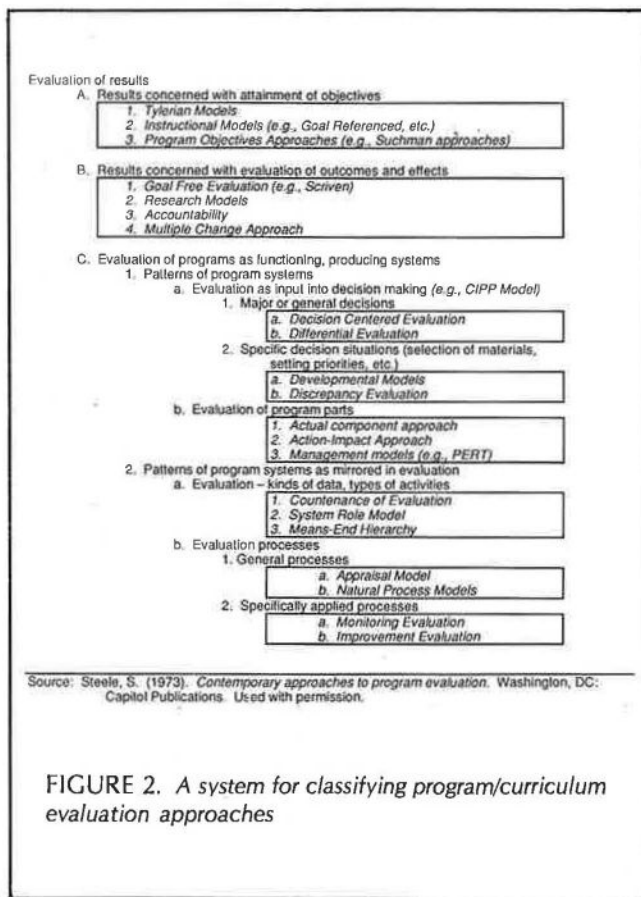 Evaluation of results
A. Results concerned with attainment of objectives
1. Tylerian Models
2. Instructional Models (e.g., Goal Referenced, etc.)
3. Program Objectives Approaches (e.g., Suchman approaches)
B. Results concerned with evaluation of outcomes and effects
1. Goal Free Evaluation (e.g., Scriven)
2. Research Models
3. Accountability
4. Multiple Change Approach
C. Evaluation of programs as functioning, producing systems
1. Patterns of program systems
a. Evaluation as input into decision making (e.g., CIPP Model)
1. Major or general decisions
a. Decision Centered Evaluation
b. Differential Evaluation
2. Specific decision situations (selection of materials,
setting priorities, etc.)
a. Developmental Models
b. Discrepancy Evaluation
b. Evaluation of program parts
1. Actual component approach
2. Action-Impact Approach
3. Management models (e.g., PERT)
2. Patterns of program systems as mirrored in evaluation
a. Evaluation – kinds of data, types of activities
1. Countenance of Evaluation
2. System Role Model
3. Means-End Hierarchy
b. Evaluation processes
1. General processes
a. Appraisal Model
b. Natural Process Models
2. Specifically applied processes
a. Monitoring Evaluation
b. Improvement Evaluation
Source: Steele, S. (1973). Contemporary approaches to program evaluation. Washington, DC:
Capitol Publications. Used with permission.
FIGURE 2. A system for classifying program/curriculum
evaluation approaches